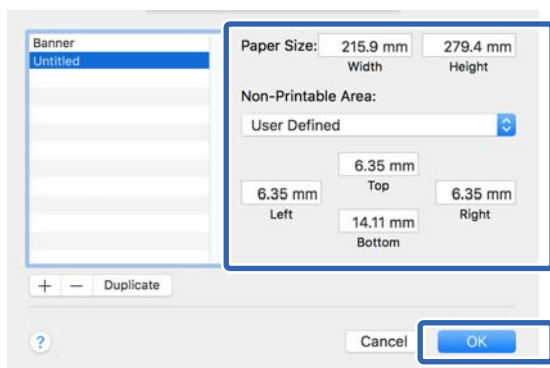 Banner
Untitled
Paper Size: 215.9 mm 279.4 mm
Width Height
Non-Printable Area:
User Defined
6.35 mm
Top
6.35 mm 6.35 mm
Left Right
14.11 mm
Bottom
+ − Duplicate
? Cancel OK